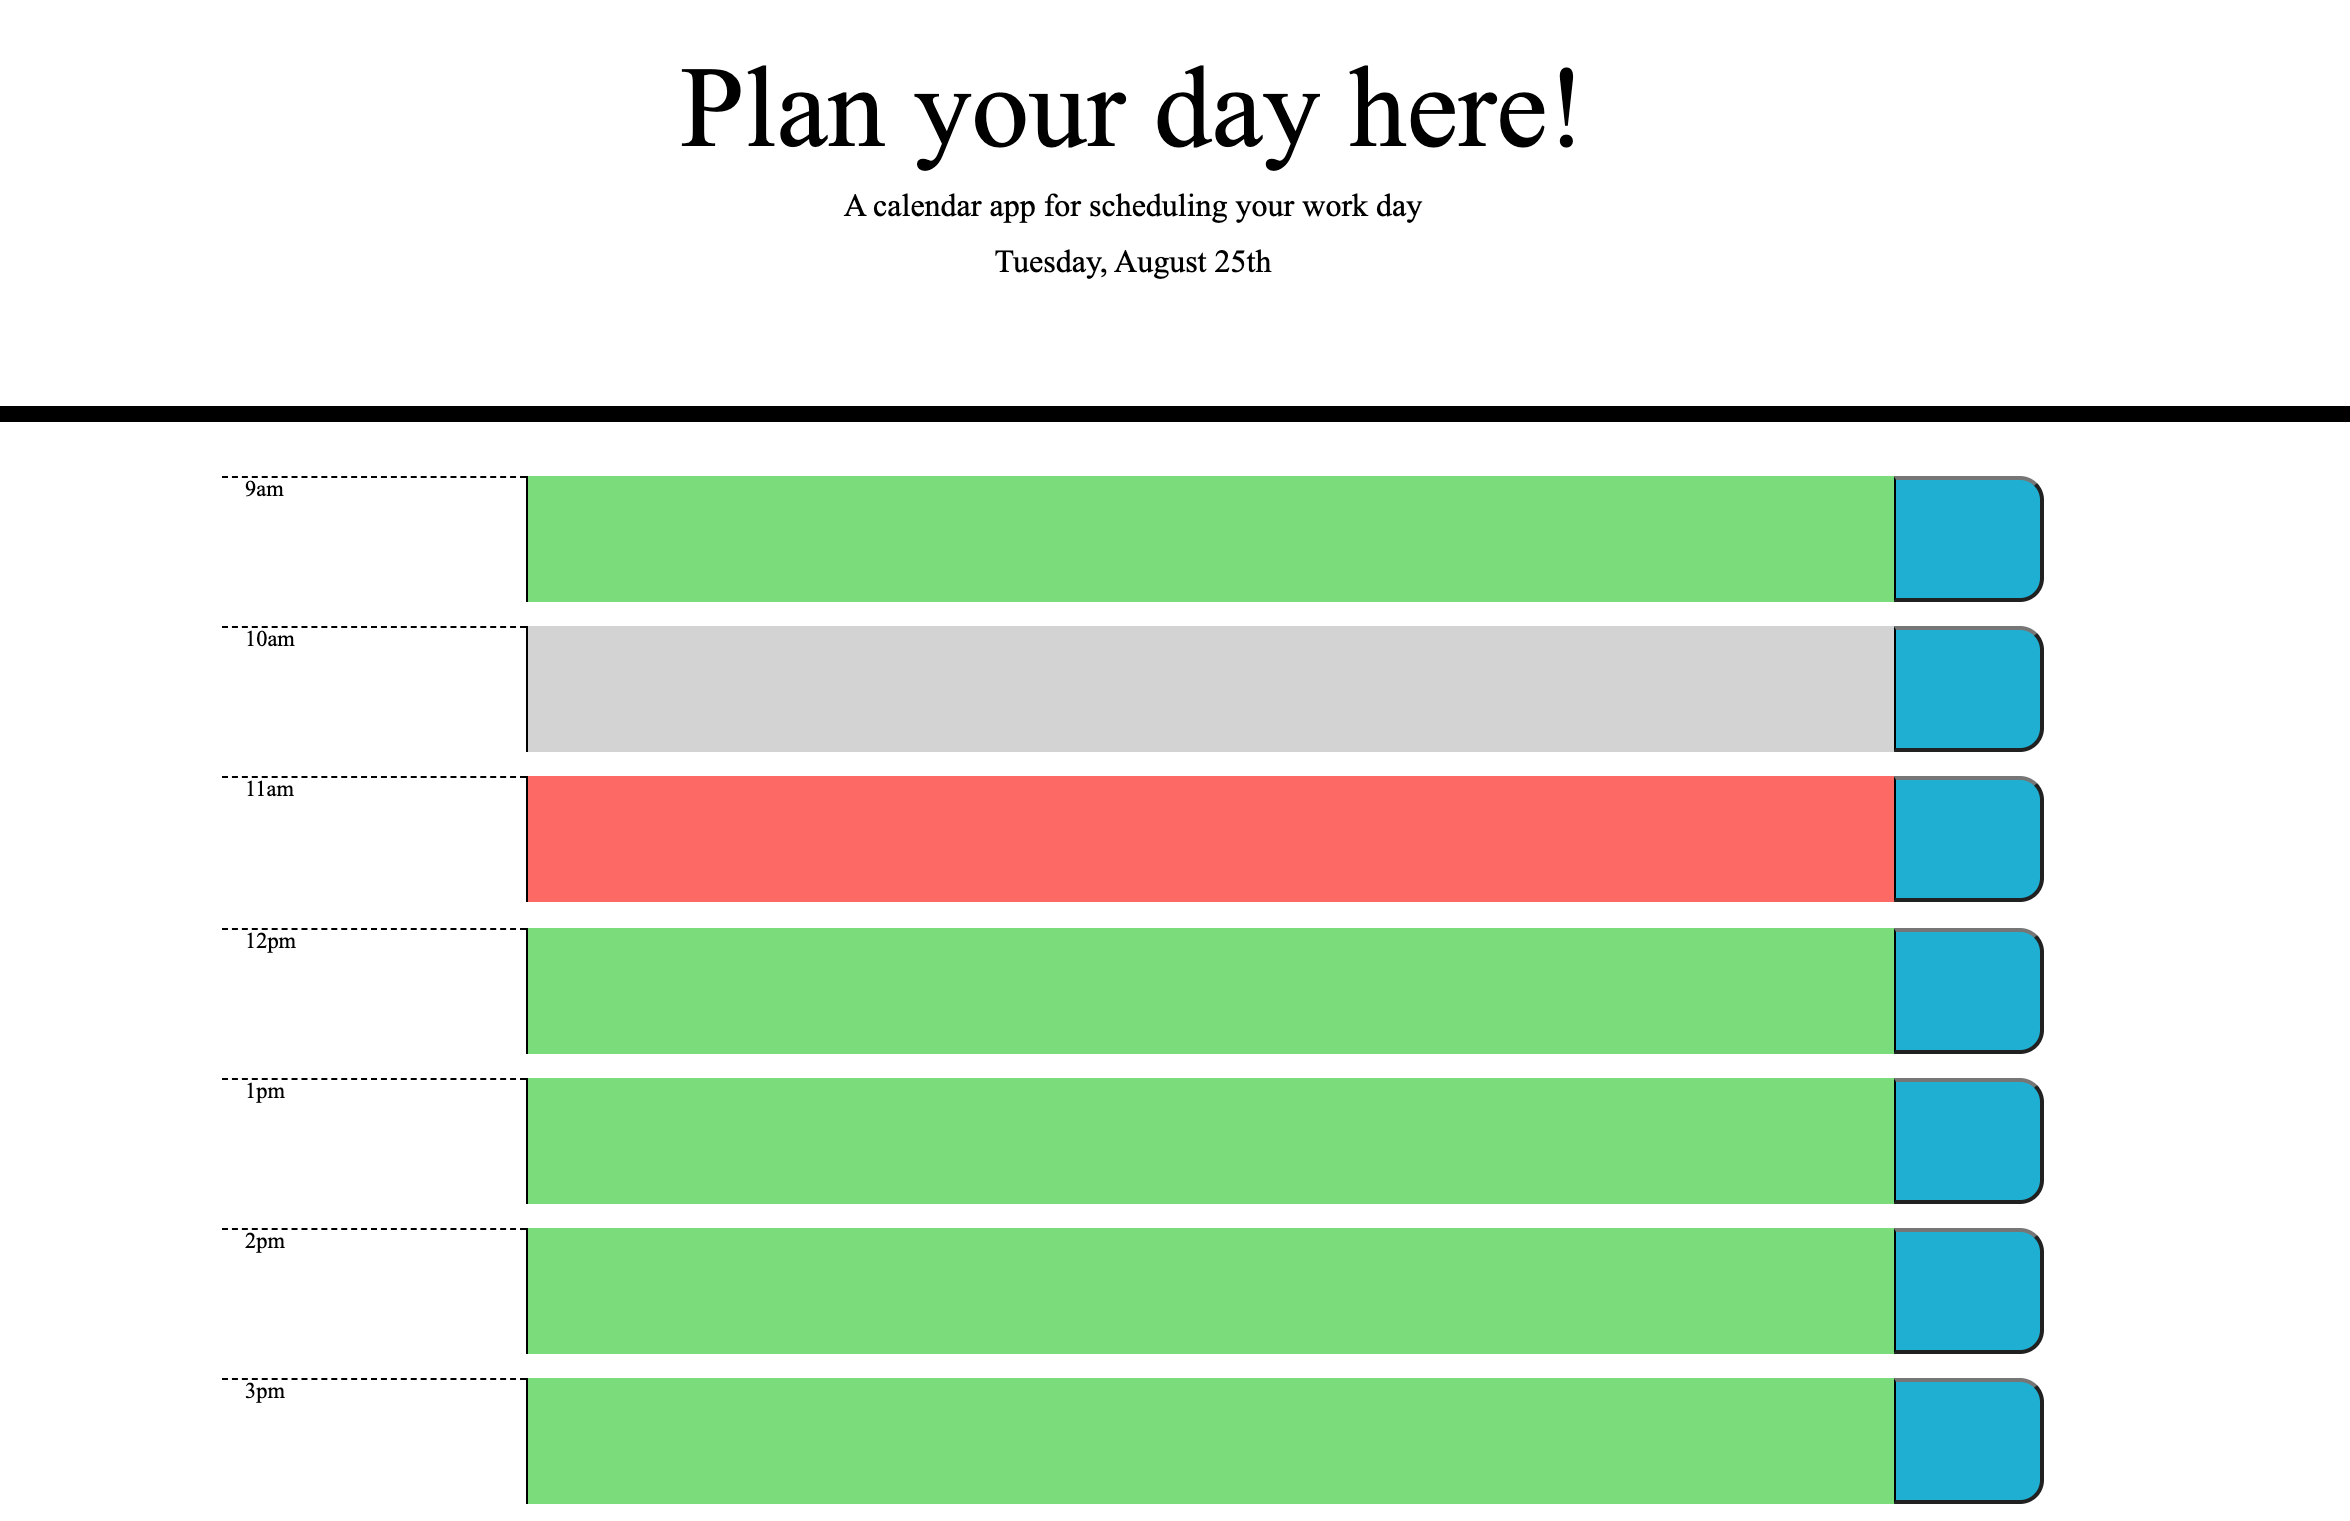 Plan your day here!
A calendar app for scheduling your work day
Tuesday, August 25th
9am
10am
11am
12pm
1pm
2pm
3pm